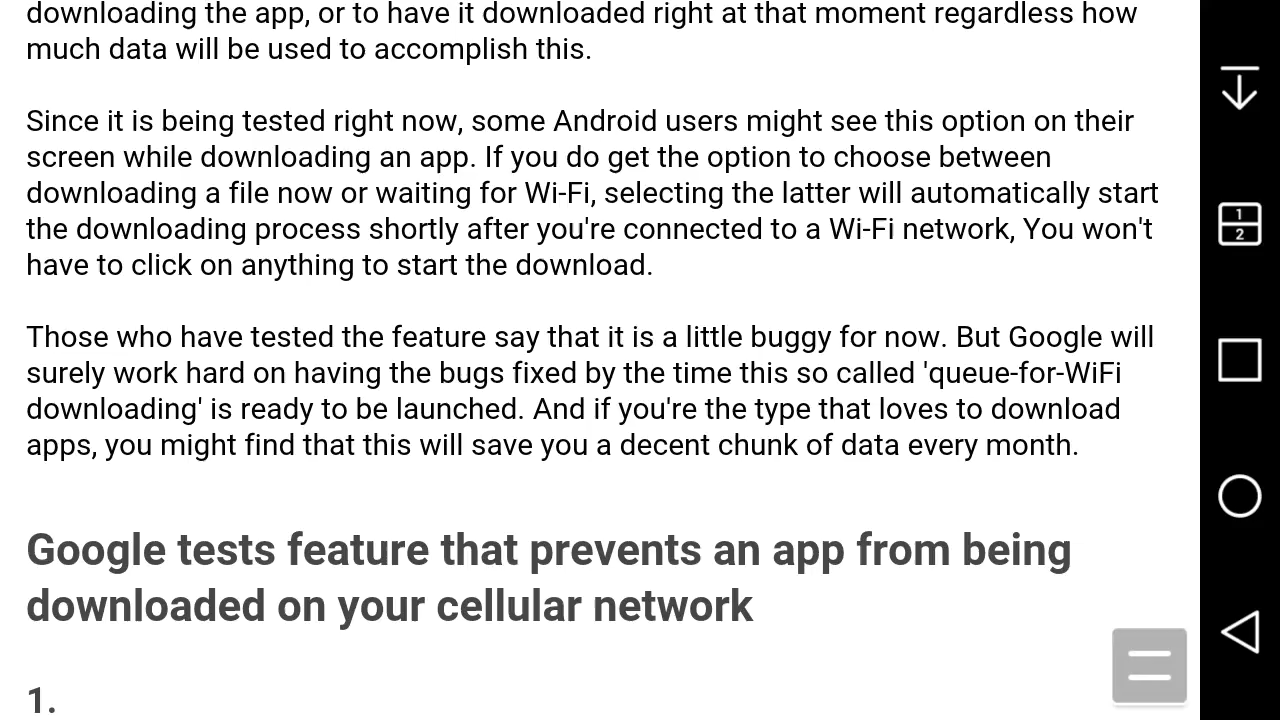 downloading the app, or to have it downloaded right at that moment regardless how
much data will be used to accomplish this.
Since it is being tested right now, some Android users might see this option on their
screen while downloading an app. If you do get the option to choose between
downloading a file now or waiting for Wi-Fi, selecting the latter will automatically start
the downloading process shortly after you're connected to a Wi-Fi network, You won't
have to click on anything to start the download.
Those who have tested the feature say that it is a little buggy for now. But Google will
surely work hard on having the bugs fixed by the time this so called 'queue-for-WiFi
downloading' is ready to be launched. And if you're the type that loves to download
apps, you might find that this will save you a decent chunk of data every month.
Google tests feature that prevents an app from being
downloaded on your cellular network
1.
1
2